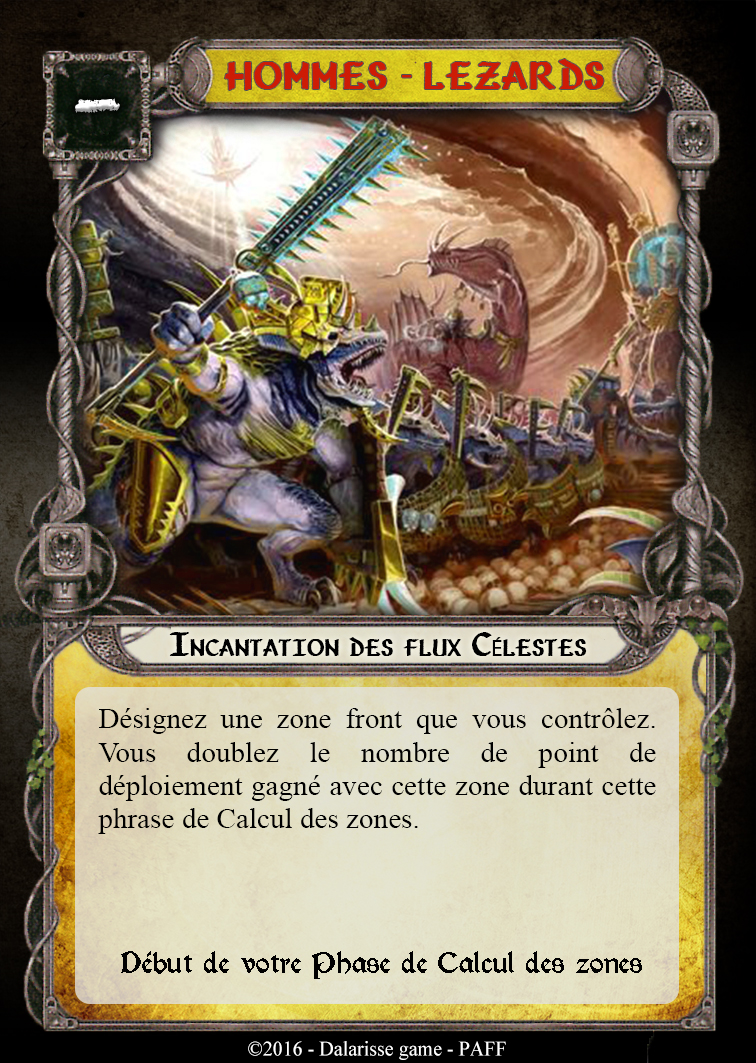 HOMMES - LEZARDS
-
INCANTATION DES FLUX CÉLESTES
Désignez une zone front que vous contrôlez.
Vous doublez le nombre de point de
déploiement gagné avec cette zone durant cette
phrase de Calcul des zones.
Début de votre Phase de Calcul des zones
©2016 - Dalarisse game - PAFF